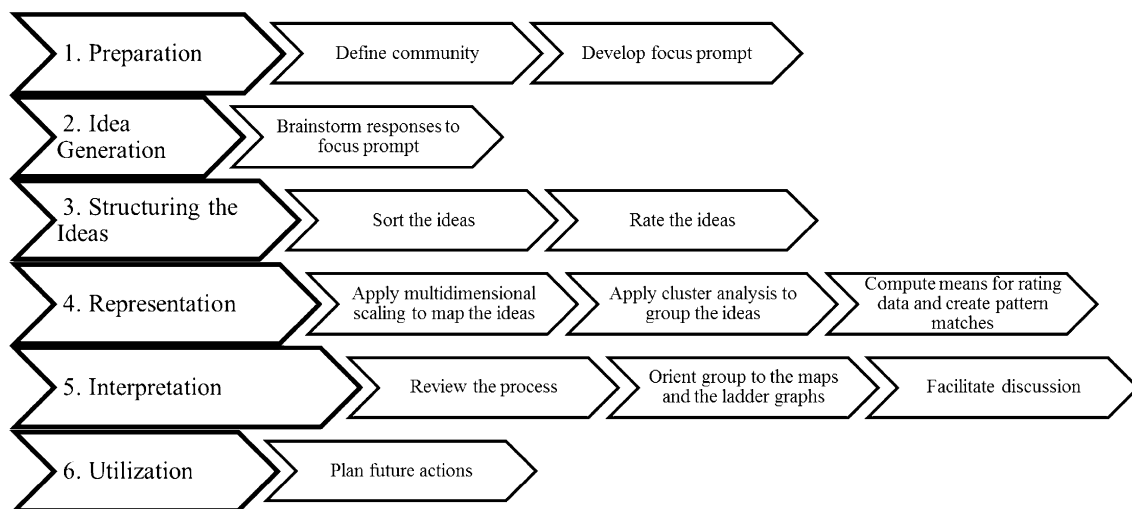 1. Preparation
Define community
Develop focus prompt
2. Idea
Generation
Brainstorm responses to
focus prompt
3. Structuring the
Ideas
Sort the ideas
Rate the ideas
4. Representation
Apply multidimensional
scaling to map the ideas
Apply cluster analysis to
group the ideas
Compute means for rating
data and create pattern
matches
5. Interpretation
Review the process
Orient group to the maps
and the ladder graphs
Facilitate discussion
6. Utilization
Plan future actions